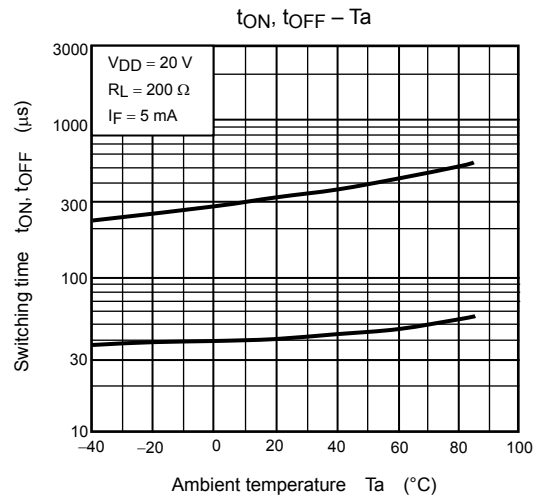 tON, tOFF – Ta
VDD = 20 V
RL = 200 Ω
IF = 5 mA
Switching time tON, tOFF (μs)
3000
1000
300
100
30
10
–40
–20
0
20
40
60
80
100
Ambient temperature Ta (°C)